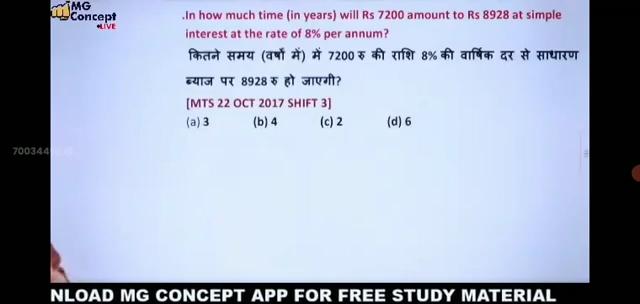 MG
Concept
LIVE
.In how much time (in years) will Rs 7200 amount to Rs 8928 at simple
interest at the rate of 8% per annum?
कितने समय (वर्षो में) में 7200 रु की राशि 8% की वार्षिक दर से साधारण
ब्याज पर 8928 रु हो जाएगी?
[MTS 22 OCT 2017 SHIFT 3]
(a) 3 (b) 4 (c) 2 (d) 6
NLOAD MG CONCEPT APP FOR FREE STUDY MATERIAL